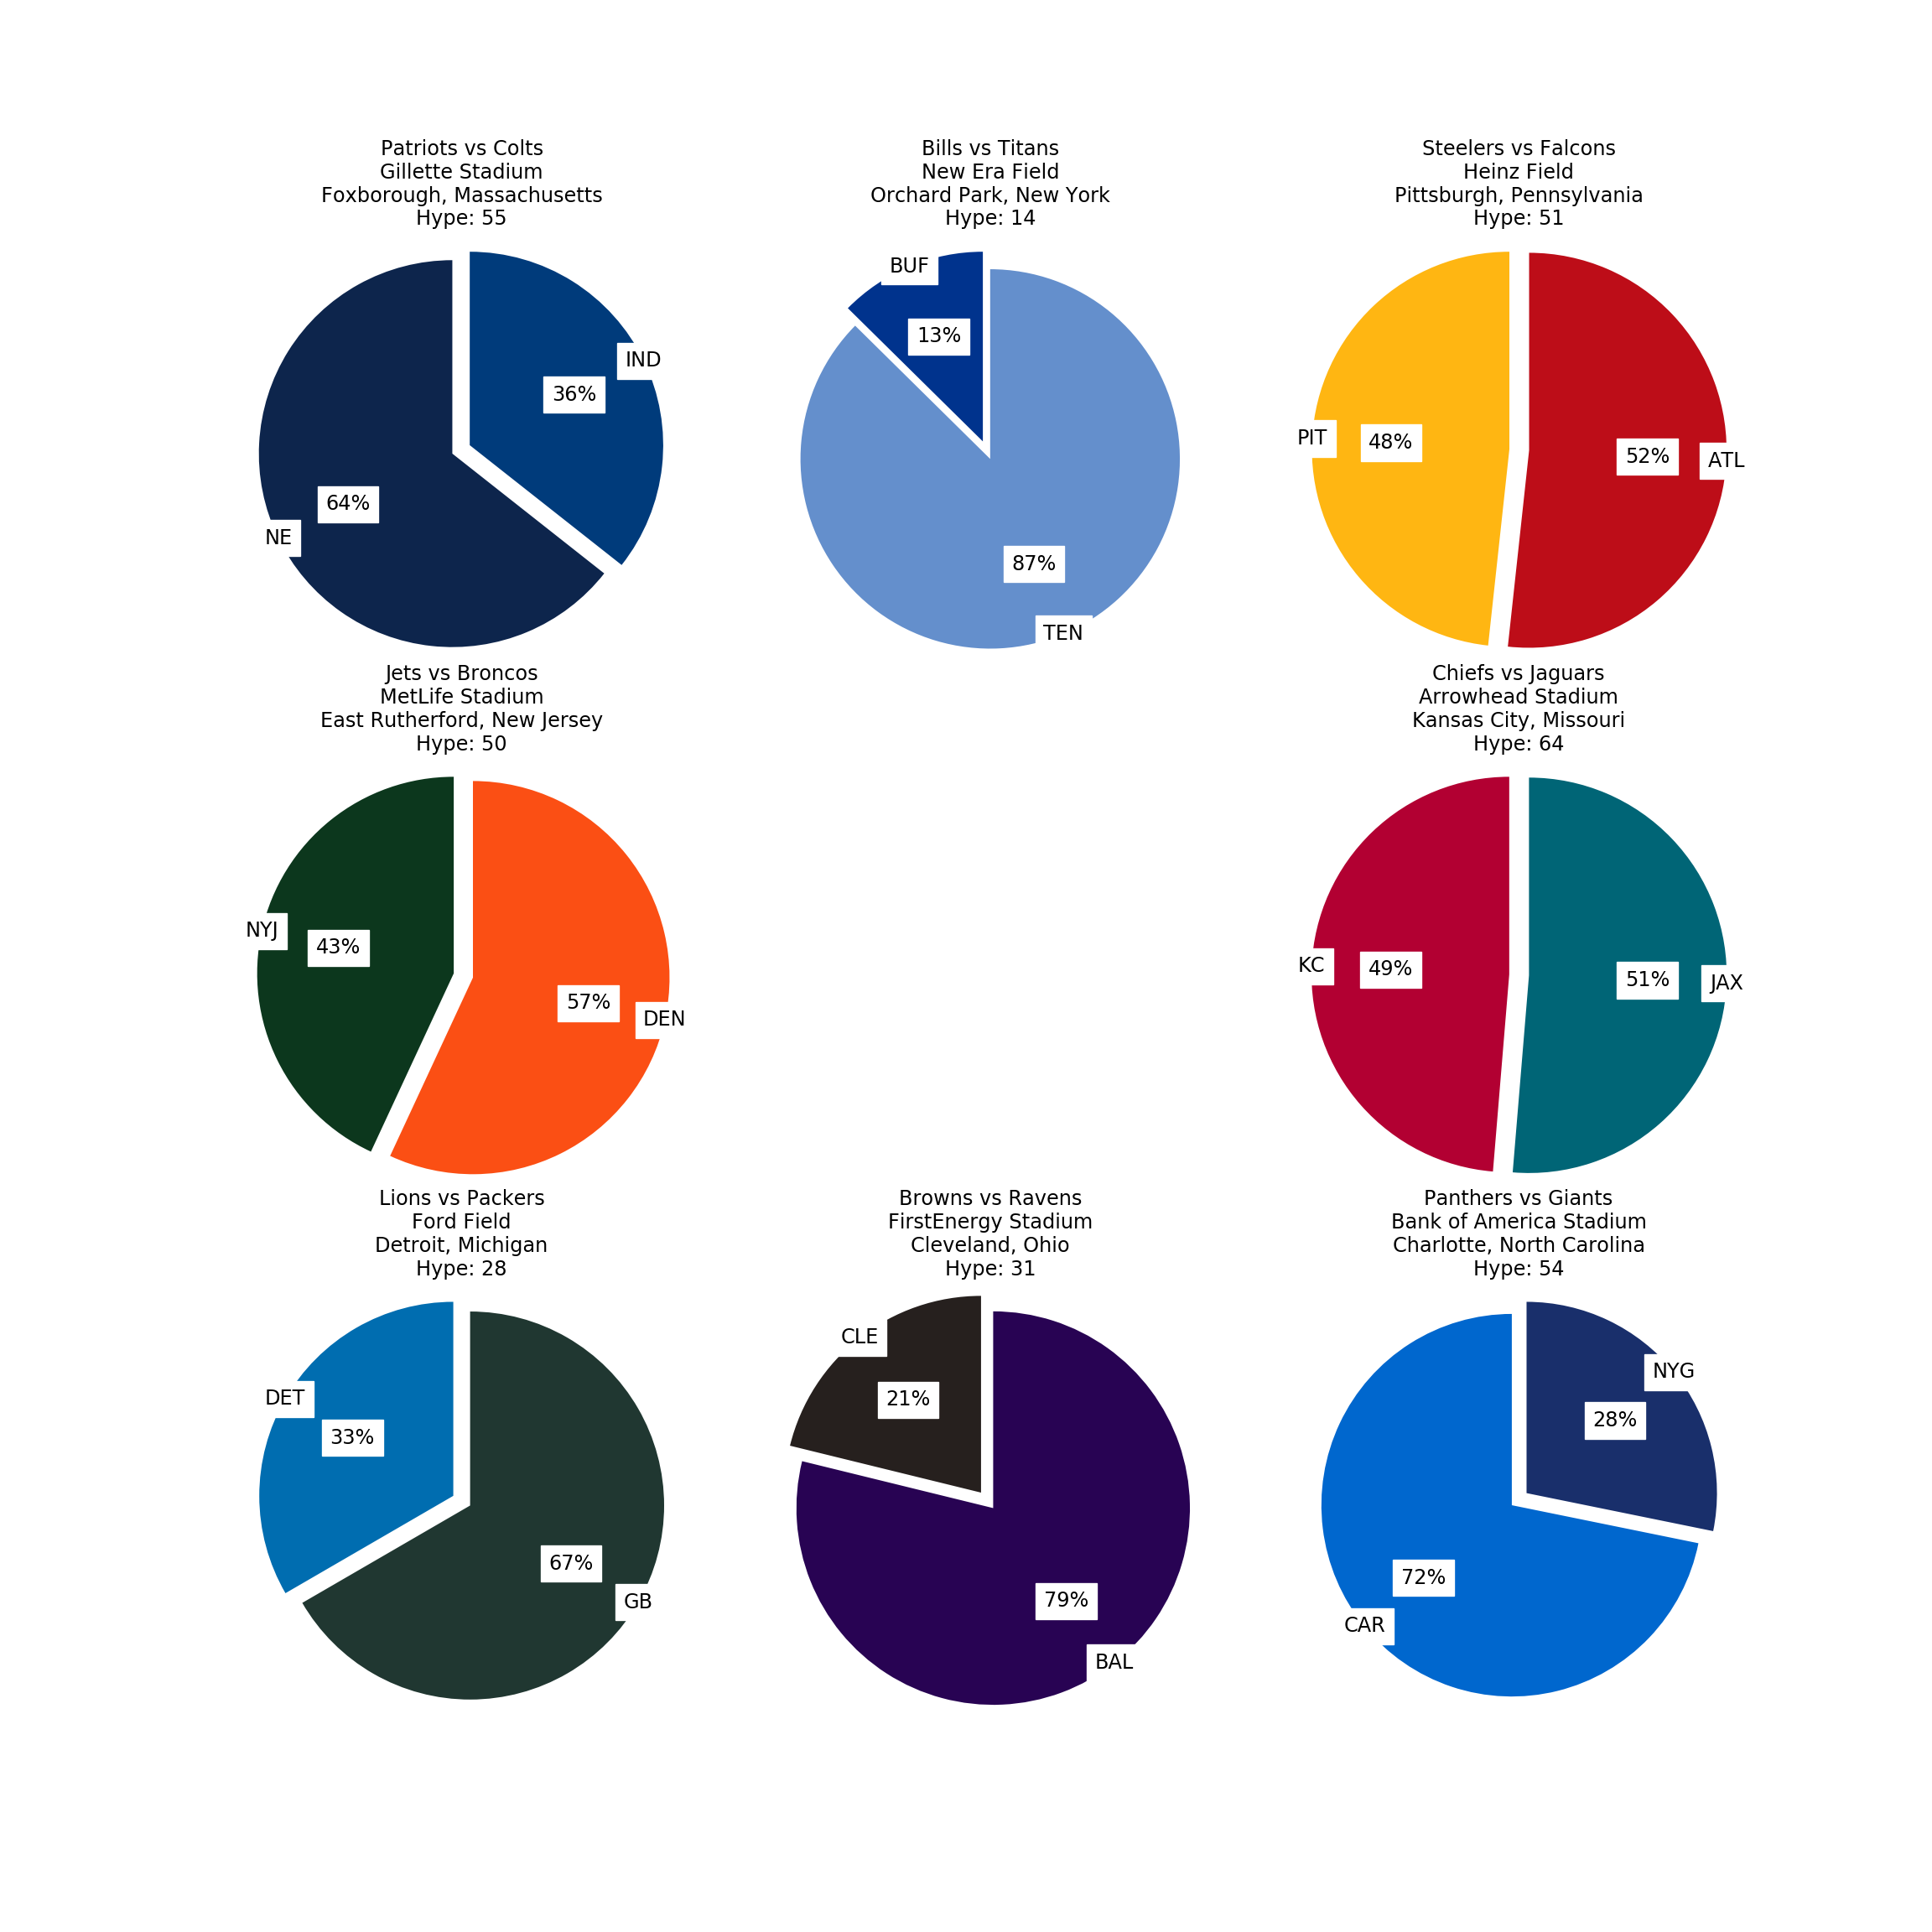 Patriots vs Colts
Gillette Stadium
Foxborough, Massachusetts
Hype: 55
IND
36%
64%
NE
Bills vs Titans
New Era Field
Orchard Park, New York
Hype: 14
BUF
13%
87%
TEN
Steelers vs Falcons
Heinz Field
Pittsburgh, Pennsylvania
Hype: 51
PIT
48%
52%
ATL
Jets vs Broncos
MetLife Stadium
East Rutherford, New Jersey
Hype: 50
NYJ
43%
57%
DEN
Chiefs vs Jaguars
Arrowhead Stadium
Kansas City, Missouri
Hype: 64
KC
49%
51%
JAX
Lions vs Packers
Ford Field
Detroit, Michigan
Hype: 28
DET
33%
67%
GB
Browns vs Ravens
FirstEnergy Stadium
Cleveland, Ohio
Hype: 31
CLE
21%
79%
BAL
Panthers vs Giants
Bank of America Stadium
Charlotte, North Carolina
Hype: 54
NYG
28%
72%
CAR